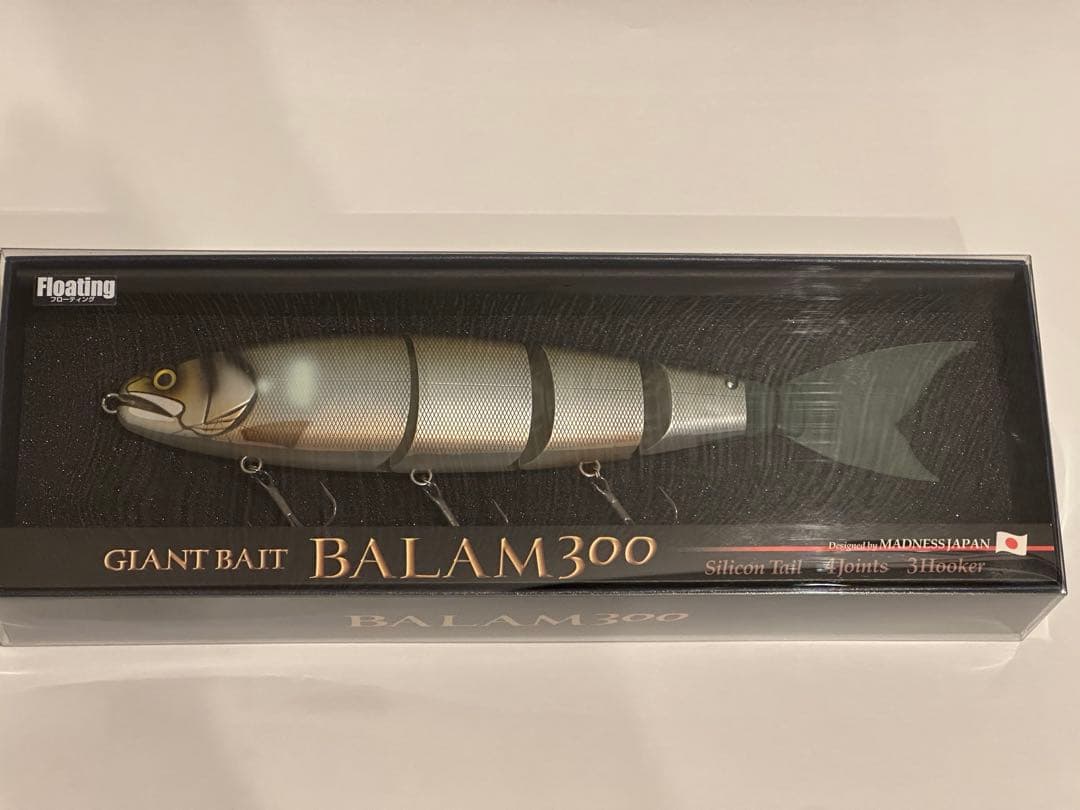 Floating
フローティング
GIANT BAIT BALAM300
Designed by MADNESS JAPAN
Silicon Tail 4Joints 3Hooker
BALAM300